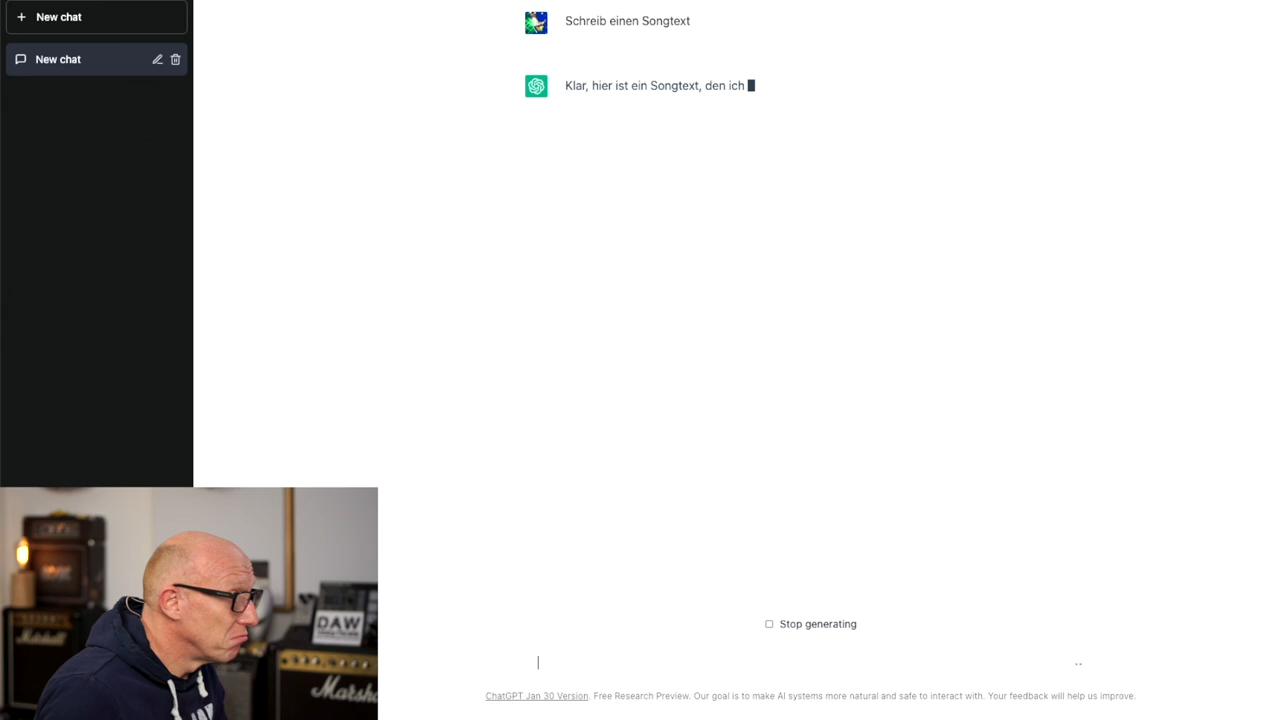 New chat
New chat
Schreib einen Songtext
Klar, hier ist ein Songtext, den ich
Stop generating
ChatGPT Jan 30 Version. Free Research Preview. Our goal is to make AI systems more natural and safe to interact with. Your feedback will help us improve.
Marshall
DAW
Marshall